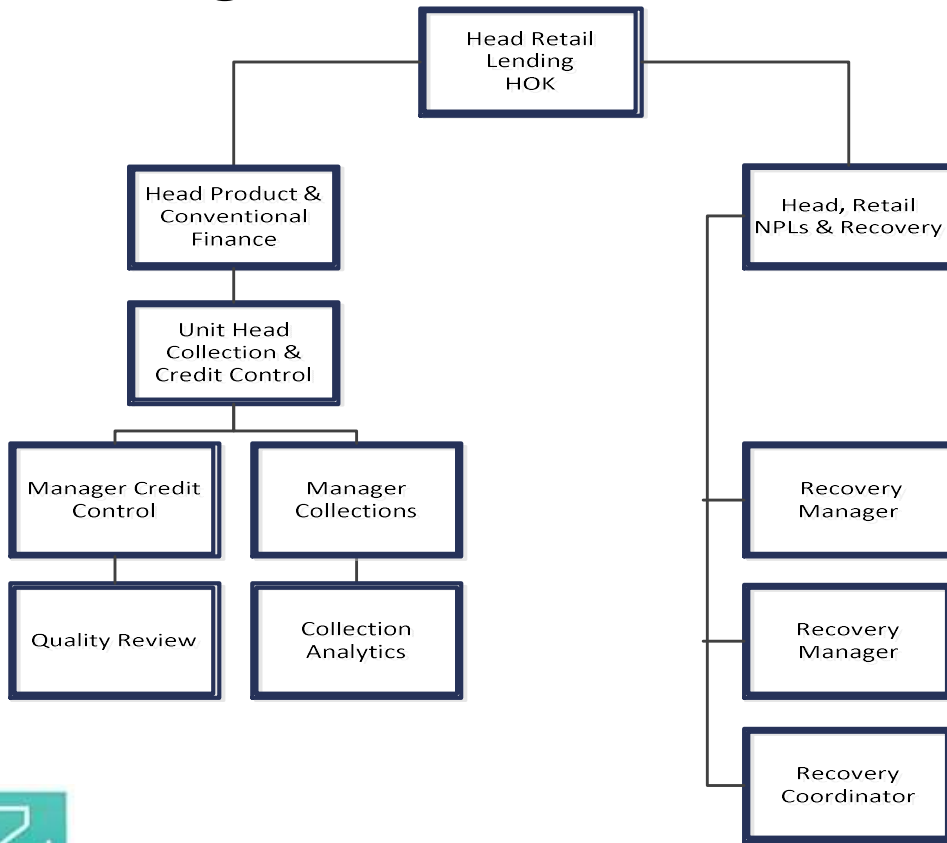 Head Retail
Lending
HOK
Head Product &
Conventional
Finance
Head, Retail
NPLs & Recovery
Unit Head
Collection &
Credit Control
Manager Credit
Control
Manager
Collections
Recovery
Manager
Quality Review
Collection
Analytics
Recovery
Manager
Recovery
Coordinator